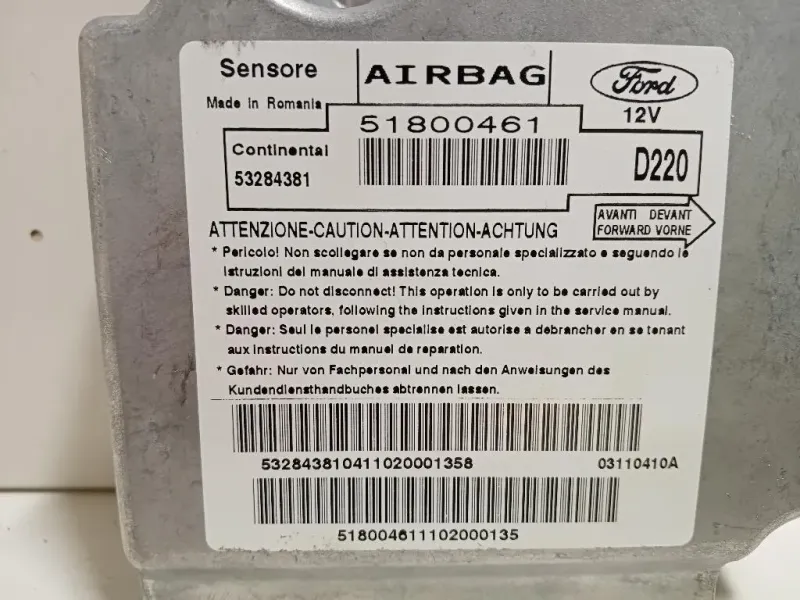 Sensore AIRBAG Ford
Made in Romania 12V
51800461
Continental D220
53284381
AVANTI DEVANT
ATTENZIONE-CAUTION-ATTENTION-ACHTUNG FORWARD VORNE
* Pericolo! Non scollegare se non da personale specializzato e seguendo le
istruzioni del manuale di assistenza tecnica.
* Danger: Do not disconnect! This operation is only to be carried out by
skilled operators, following the instructions given in the service manual.
* Danger: Seul le personel specialise est autorise a debrancher en se tenant
aux instructions du manuel de reparation.
* Gefahr: Nur von Fachpersonal und nach den Anweisungen des
Kundendiensthandbuches abtrennen lassen.
532843810411020001358 03110410A
518004611102000135